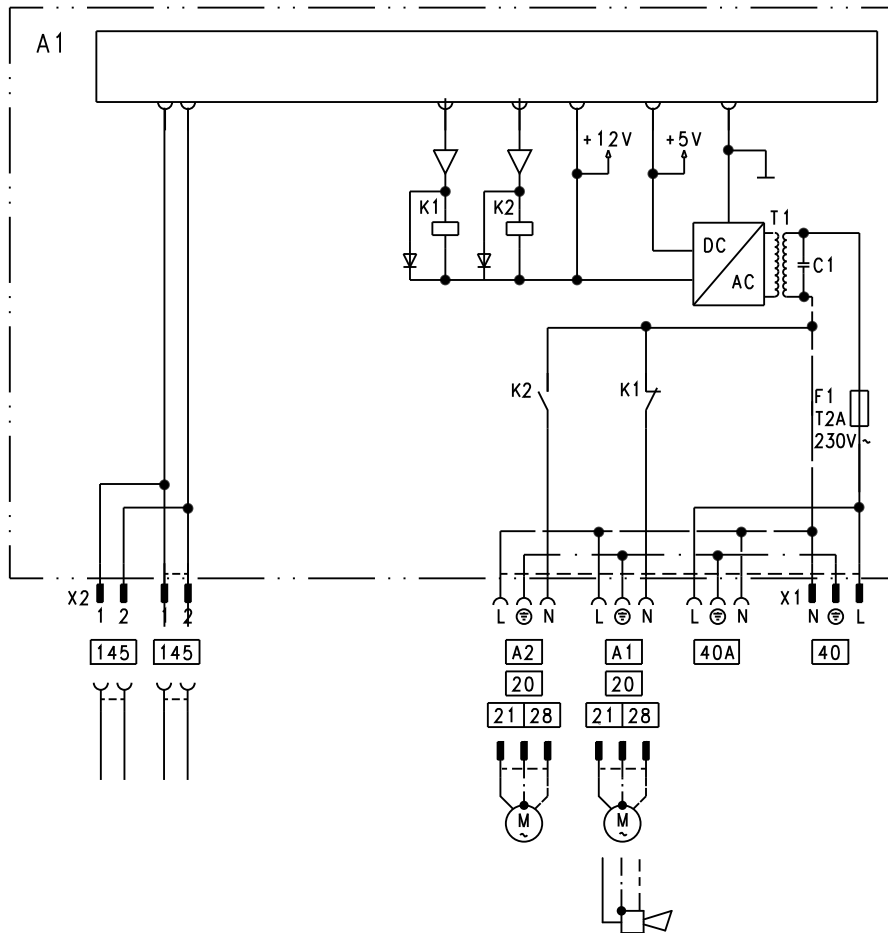 A1
+12V +5V
K1 K2 T1
DC
AC C1
K2 K1 F1
T2A
230V ~
X2 X1
1 2 1 2 L N L N L N N L
145 145 A2 A1 40A 40
20 20
21 28 21 28
M M
~ ~